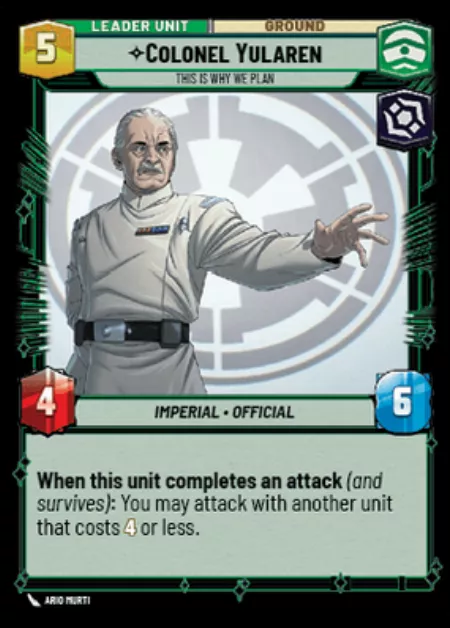 LEADER UNIT GROUND
5 ✧COLONEL YULAREN
THIS IS WHY WE PLAN
4 IMPERIAL • OFFICIAL 6
When this unit completes an attack (and
survives): You may attack with another unit
that costs 4 or less.
ARIO MURTI